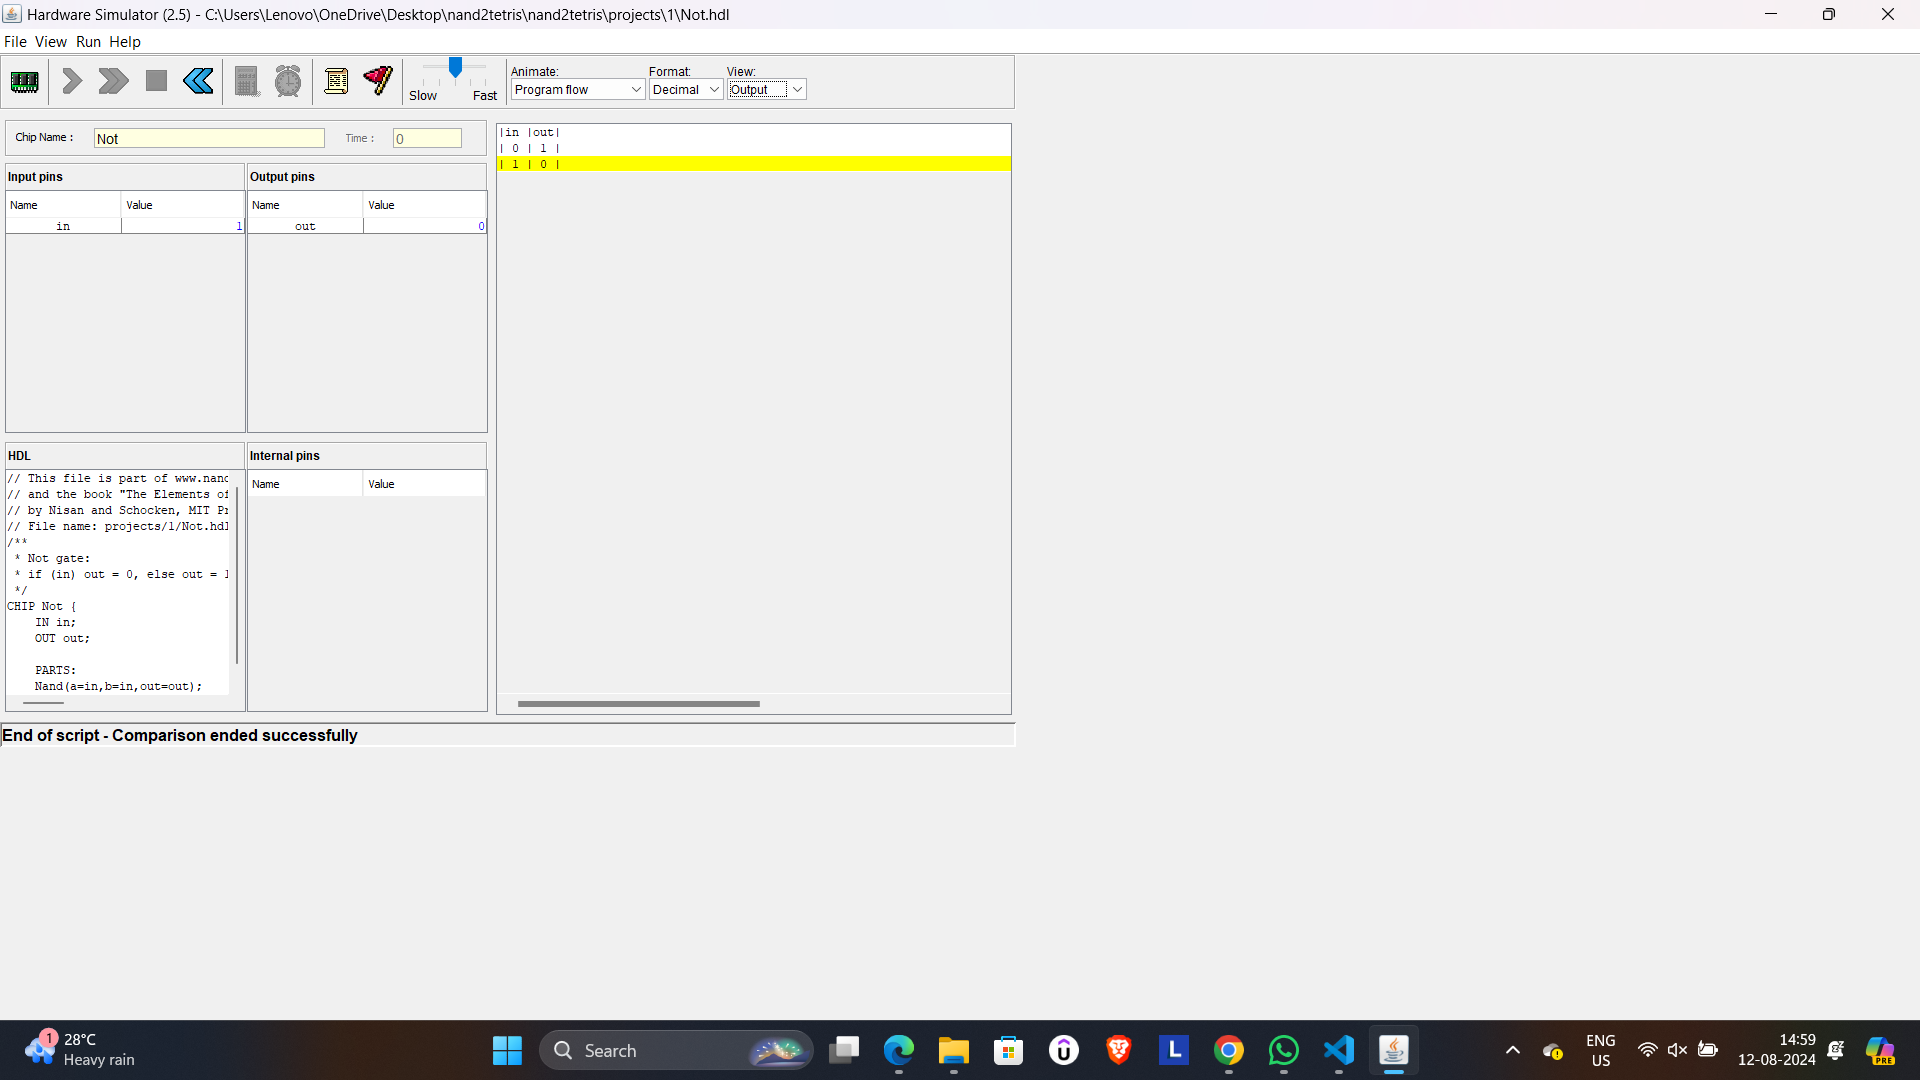 Hardware Simulator (2.5) - C:\Users\Lenovo\OneDrive\Desktop\nand2tetris\nand2tetris\projects\1\Not.hdl
File View Run Help
Slow Fast
Animate: Format: View:
Program flow Decimal Output
Chip Name : Not Time : 0
Input pins
Name Value
in 1
Output pins
Name Value
out 0
|in |out|
| 0 | 1 |
| 1 | 0 |
HDL
// This file is part of www.nand
// and the book "The Elements of
// by Nisan and Schocken, MIT Pr
// File name: projects/1/Not.hdl
/**
* Not gate:
* if (in) out = 0, else out = 1
*/
CHIP Not {
IN in;
OUT out;
PARTS:
Nand(a=in,b=in,out=out);
Internal pins
Name Value
End of script - Comparison ended successfully
1
28°C
Heavy rain
Search
L
ENG
US
14:59
12-08-2024
PRE